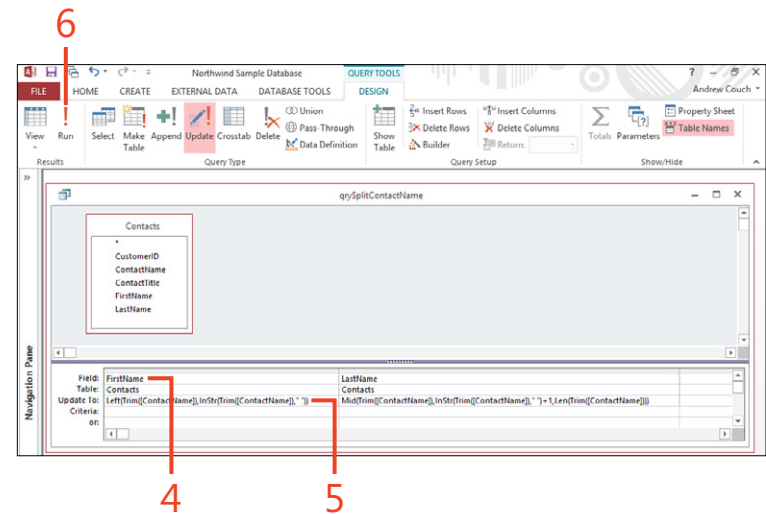 6
Northwind Sample Database QUERY TOOLS ?
FILE HOME CREATE EXTERNAL DATA DATABASE TOOLS DESIGN Andrew Couch
View Run Select Make Table Append Update Crosstab Delete
Union
Pass-Through
Data Definition
Show Table
Insert Rows
Delete Rows
Builder
Insert Columns
Delete Columns
Return:
Totals Parameters
Property Sheet
Table Names
Results Query Type Query Setup Show/Hide
qrySplitContactName
Contacts
*
CustomerID
ContactName
ContactTitle
FirstName
LastName
Navigation Pane
Field: FirstName LastName
Table: Contacts Contacts
Update To: Left(Trim([ContactName]),InStr(Trim([ContactName])," ")) Mid(Trim([ContactName]),InStr(Trim([ContactName])," ")+1,Len(Trim([ContactName])))
Criteria:
or:
4 5